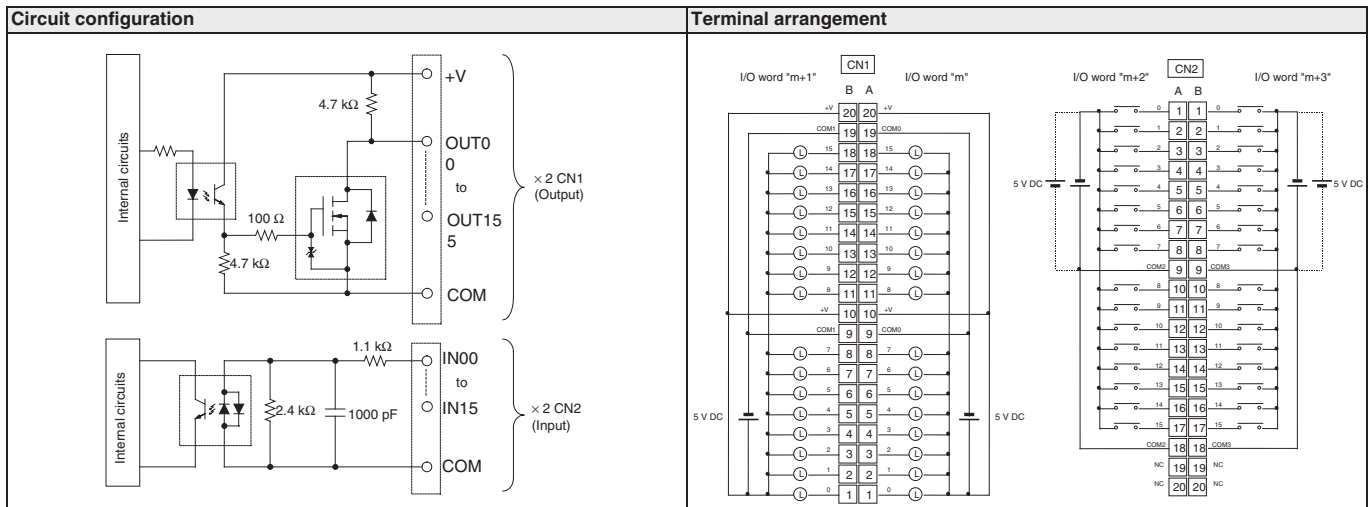 Circuit configuration
Internal circuits
+V
4.7 kΩ
OUT0
0
to
OUT15
5
100 Ω
4.7 kΩ
COM
× 2 CN1
(Output)
Internal circuits
1.1 kΩ
IN00
to
IN15
2.4 kΩ
1000 pF
COM
× 2 CN2
(Input)
Terminal arrangement
CN1
I/O word "m+1" I/O word "m"
B A
+V 20 20 +V
COM1 19 19 COM0
L 15 18 18 15 L
L 14 17 17 14 L
L 13 16 16 13 L
L 12 15 15 12 L
L 11 14 14 11 L
L 10 13 13 10 L
L 9 12 12 9 L
L 8 11 11 8 L
+V 10 10 +V
COM1 9 9 COM0
L 7 8 8 7 L
L 6 7 7 6 L
L 5 6 6 5 L
5 V DC L 4 5 5 4 L 5 V DC
L 3 4 4 3 L
L 2 3 3 2 L
L 1 2 2 1 L
L 0 1 1 0 L
CN2
I/O word "m+2" I/O word "m+3"
A B
0 1 1 0
1 2 2 1
2 3 3 2
3 4 4 3
5 V DC 4 5 5 4 5 V DC
5 6 6 5
6 7 7 6
7 8 8 7
COM2 9 9 COM3
8 10 10 8
9 11 11 9
10 12 12 10
11 13 13 11
12 14 14 12
13 15 15 13
14 16 16 14
15 17 17 15
COM2 18 18 COM3
NC 19 19 NC
NC 20 20 NC